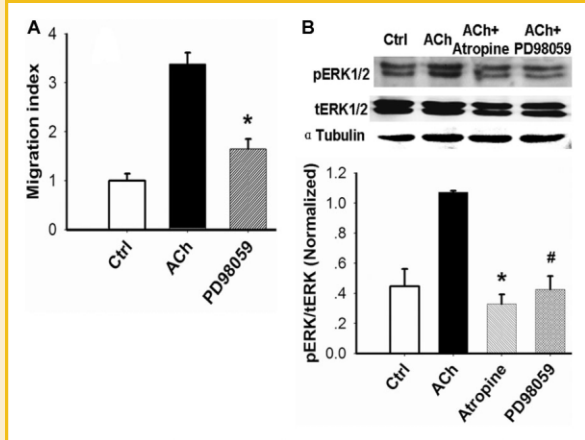 A
Migration index
4
3
2
1
0
*
Ctrl
ACh
PD98059
B
Ctrl
ACh
ACh+
Atropine
ACh+
PD98059
pERK1/2
tERK1/2
α Tubulin
pERK/tERK (Normalized)
1.2
1.0
.8
.6
.4
.2
0.0
*
#
Ctrl
ACh
Atropine
PD98059